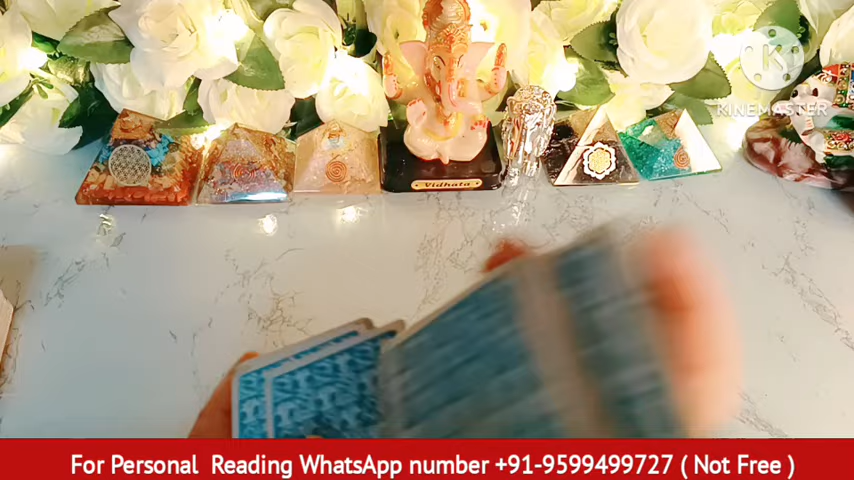 KINEMASTER
Vidhata
For Personal Reading WhatsApp number +91-9599499727 ( Not Free )